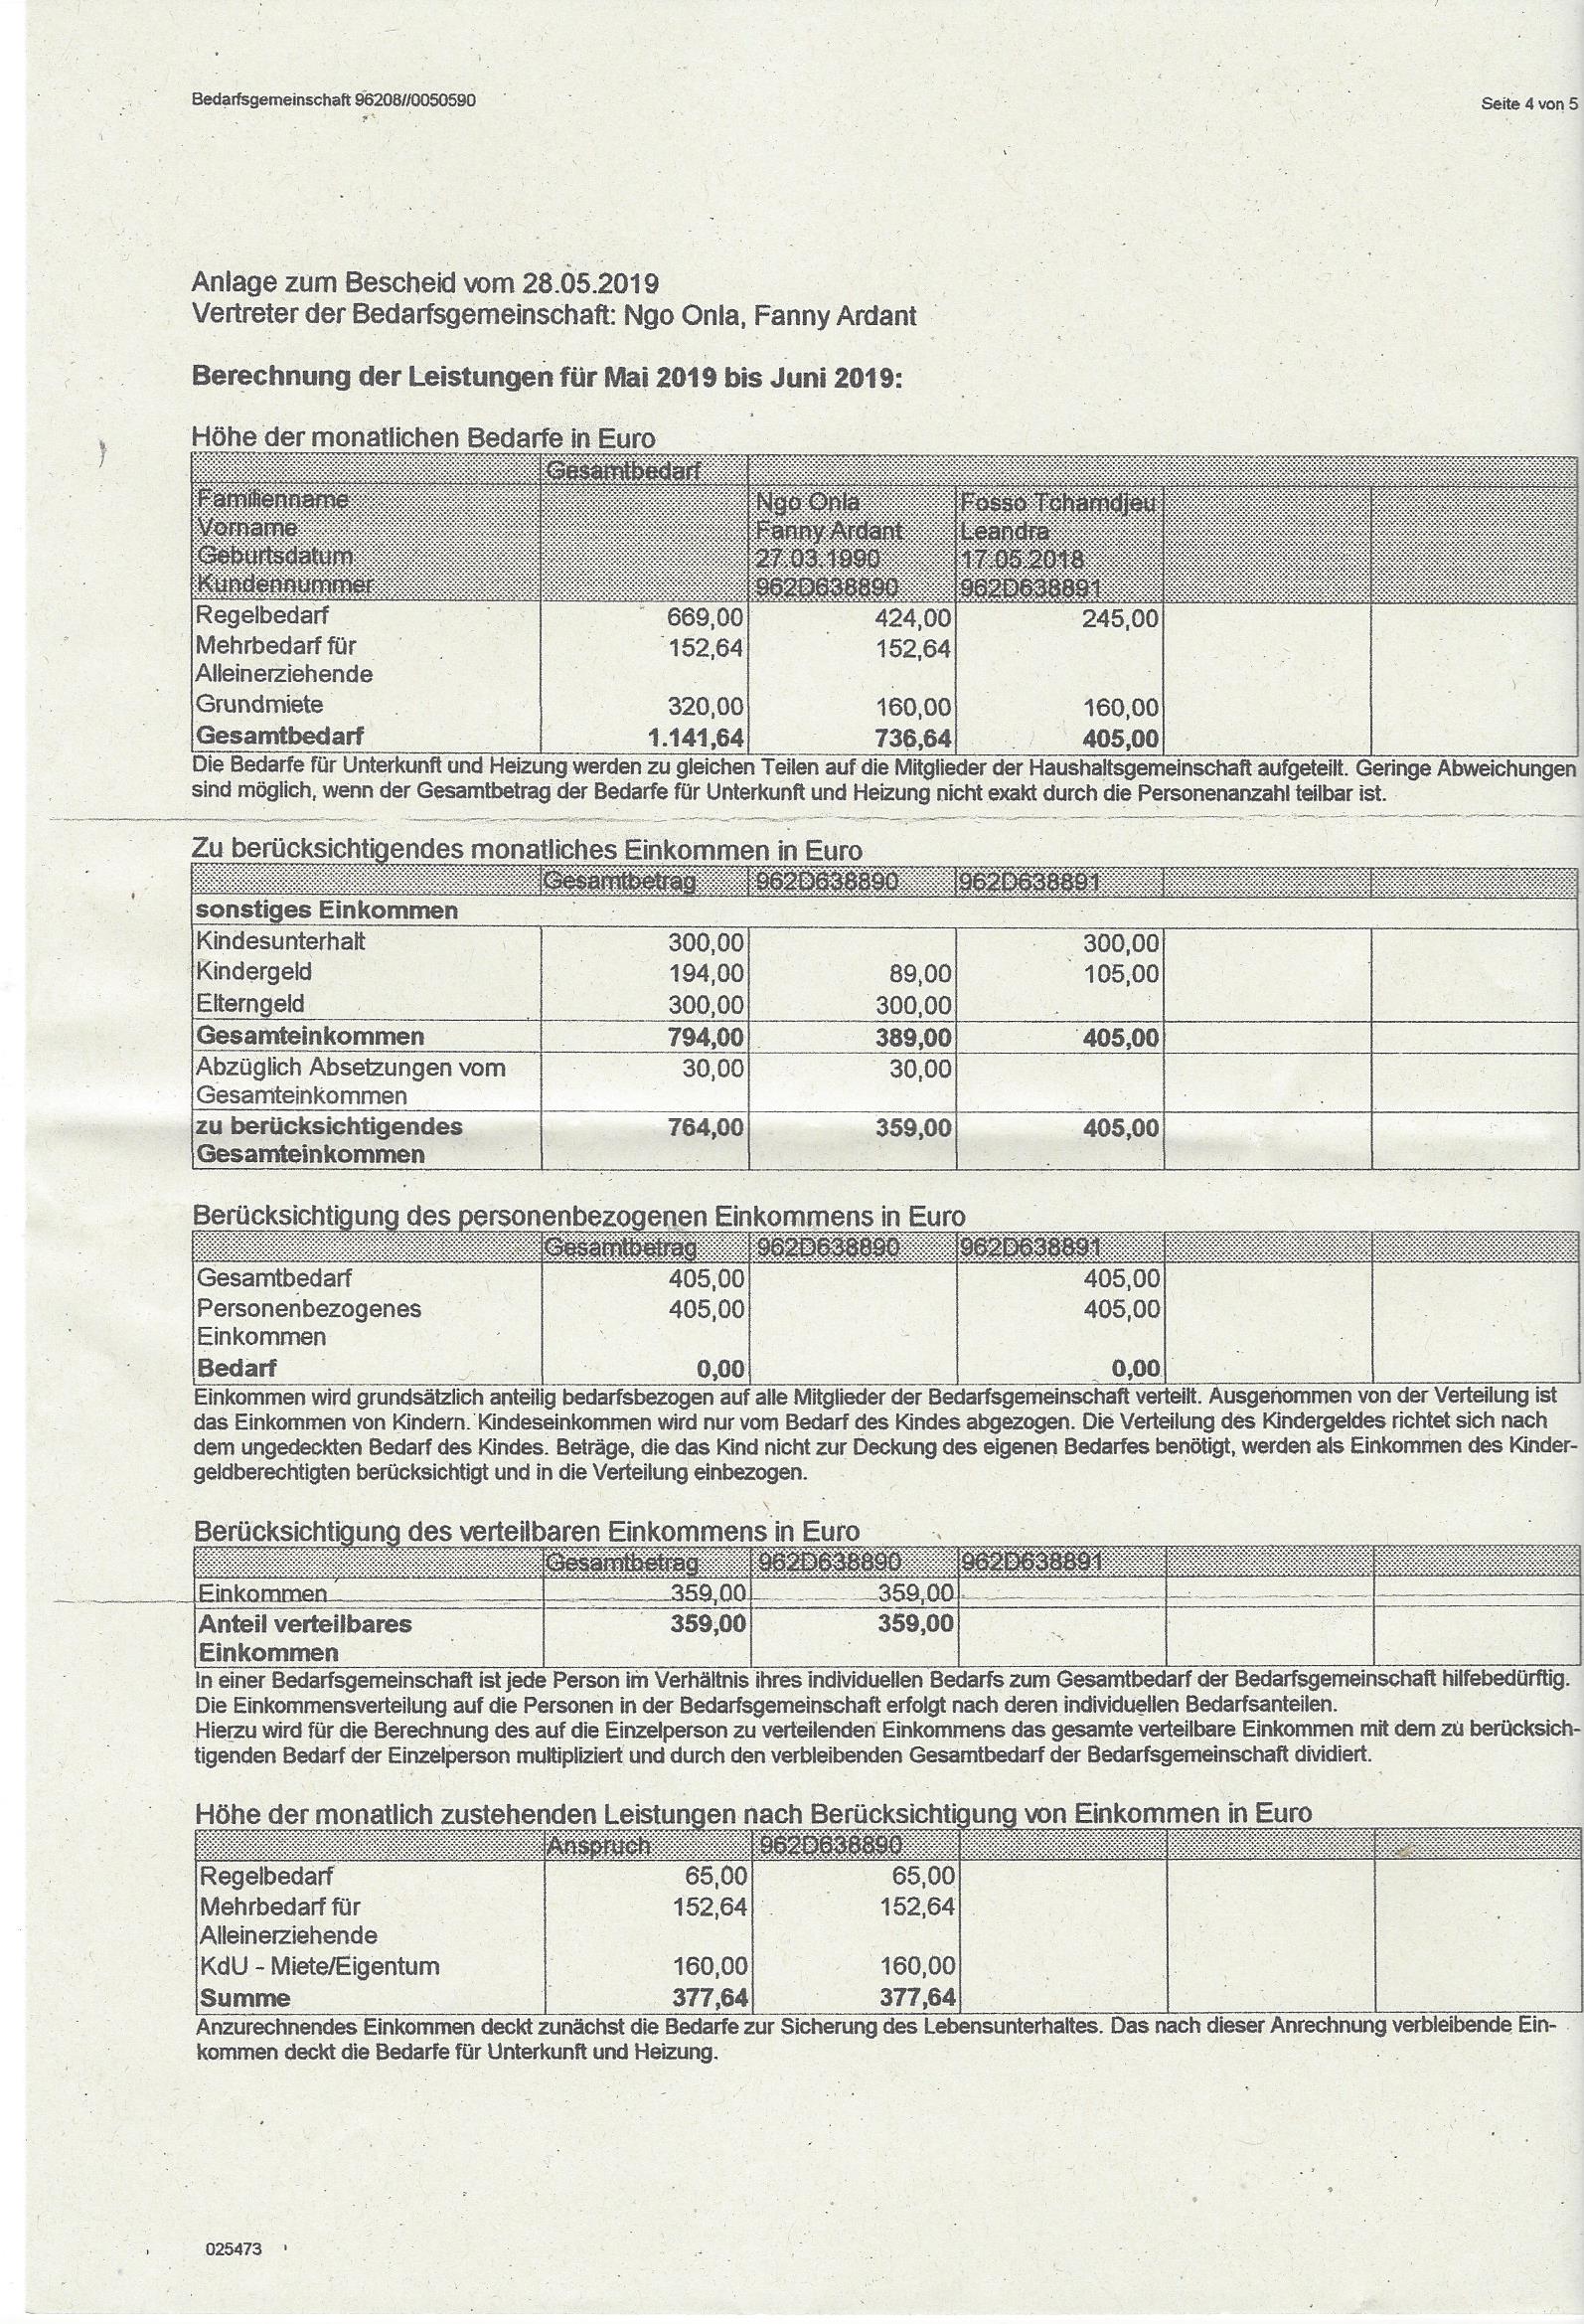 Bedarfsgemeinschaft 96208//0050590
Seite 4 von 5
Anlage zum Bescheid vom 28.05.2019
Vertreter der Bedarfsgemeinschaft: Ngo Onla, Fanny Ardant
Berechnung der Leistungen für Mai 2019 bis Juni 2019:
Höhe der monatlichen Bedarfe in Euro
Gesamtbedarf
Familienname Ngo Onla Fosso Tchamdjeu
Vorname Fanny Ardant Leandra
Geburtsdatum 27.03.1990 17.05.2018
Kundennummer 962D638890 962D638891
Regelbedarf 669,00 424,00 245,00
Mehrbedarf für 152,64 152,64
Alleinerziehende
Grundmiete 320,00 160,00 160,00
Gesamtbedarf 1.141,64 736,64 405,00
Die Bedarfe für Unterkunft und Heizung werden zu gleichen Teilen auf die Mitglieder der Haushaltsgemeinschaft aufgeteilt. Geringe Abweichungen
sind möglich, wenn der Gesamtbetrag der Bedarfe für Unterkunft und Heizung nicht exakt durch die Personenanzahl teilbar ist.
Zu berücksichtigendes monatliches Einkommen in Euro
Gesamtbetrag 962D638890 962D638891
sonstiges Einkommen
Kindesunterhalt 300,00 300,00
Kindergeld 194,00 89,00 105,00
Elterngeld 300,00 300,00
Gesamteinkommen 794,00 389,00 405,00
Abzüglich Absetzungen vom 30,00 30,00
Gesamteinkommen
zu berücksichtigendes 764,00 359,00 405,00
Gesamteinkommen
Berücksichtigung des personenbezogenen Einkommens in Euro
Gesamtbetrag 962D638890 962D638891
Gesamtbedarf 405,00 405,00
Personenbezogenes 405,00 405,00
Einkommen
Bedarf 0,00 0,00
Einkommen wird grundsätzlich anteilig bedarfsbezogen auf alle Mitglieder der Bedarfsgemeinschaft verteilt. Ausgenommen von der Verteilung ist
das Einkommen von Kindern. Kindeseinkommen wird nur vom Bedarf des Kindes abgezogen. Die Verteilung des Kindergeldes richtet sich nach
dem ungedeckten Bedarf des Kindes. Beträge, die das Kind nicht zur Deckung des eigenen Bedarfes benötigt, werden als Einkommen des Kinder-
geldberechtigten berücksichtigt und in die Verteilung einbezogen.
Berücksichtigung des verteilbaren Einkommens in Euro
Gesamtbetrag 962D638890 962D638891
Einkommen 359,00 359,00
Anteil verteilbares 359,00 359,00
Einkommen
In einer Bedarfsgemeinschaft ist jede Person im Verhältnis ihres individuellen Bedarfs zum Gesamtbedarf der Bedarfsgemeinschaft hilfebedürftig.
Die Einkommensverteilung auf die Personen in der Bedarfsgemeinschaft erfolgt nach deren individuellen Bedarfsanteilen.
Hierzu wird für die Berechnung des auf die Einzelperson zu verteilenden Einkommens das gesamte verteilbare Einkommen mit dem zu berücksich-
tigenden Bedarf der Einzelperson multipliziert und durch den verbleibenden Gesamtbedarf der Bedarfsgemeinschaft dividiert.
Höhe der monatlich zustehenden Leistungen nach Berücksichtigung von Einkommen in Euro
Anspruch 962D638890
Regelbedarf 65,00 65,00
Mehrbedarf für 152,64 152,64
Alleinerziehende
KdU - Miete/Eigentum 160,00 160,00
Summe 377,64 377,64
Anzurechnendes Einkommen deckt zunächst die Bedarfe zur Sicherung des Lebensunterhaltes. Das nach dieser Anrechnung verbleibende Ein-
kommen deckt die Bedarfe für Unterkunft und Heizung.
025473